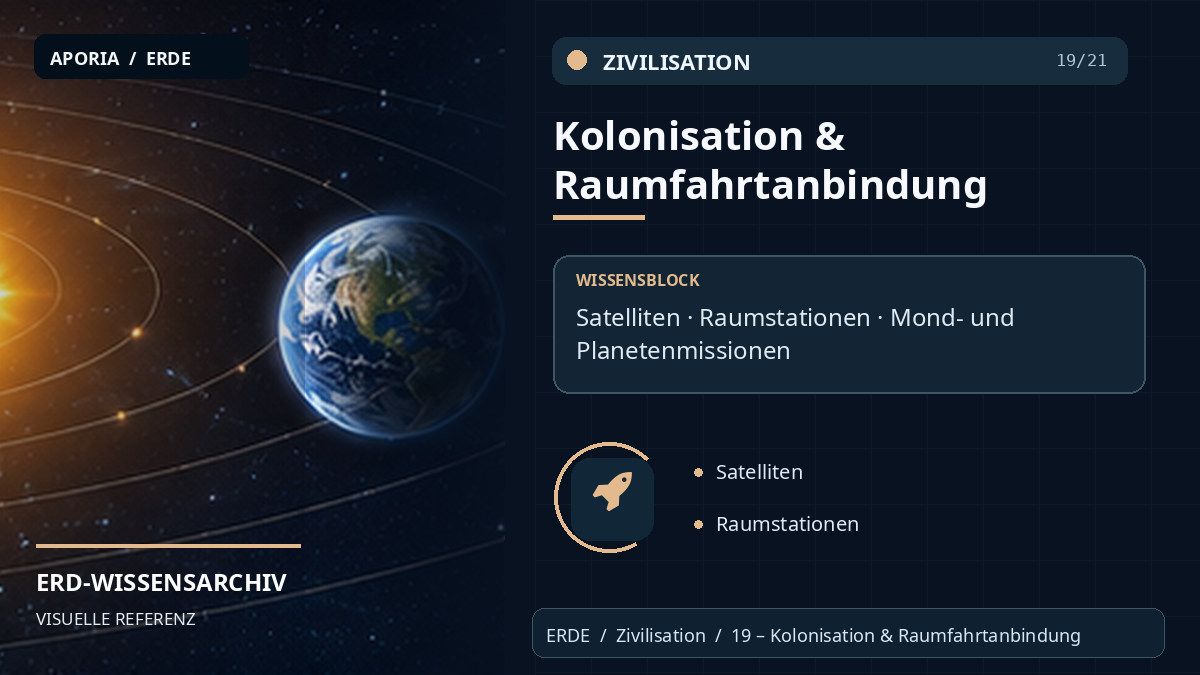 APORIA / ERDE
ZIVILISATION
19/21
Kolonisation &
Raumfahrtanbindung
WISSENSBLOCK
Satelliten · Raumstationen · Mond- und
Planetenmissionen
Satelliten
Raumstationen
ERD-WISSENSARCHIV
VISUELLE REFERENZ
ERDE / Zivilisation / 19 – Kolonisation & Raumfahrtanbindung